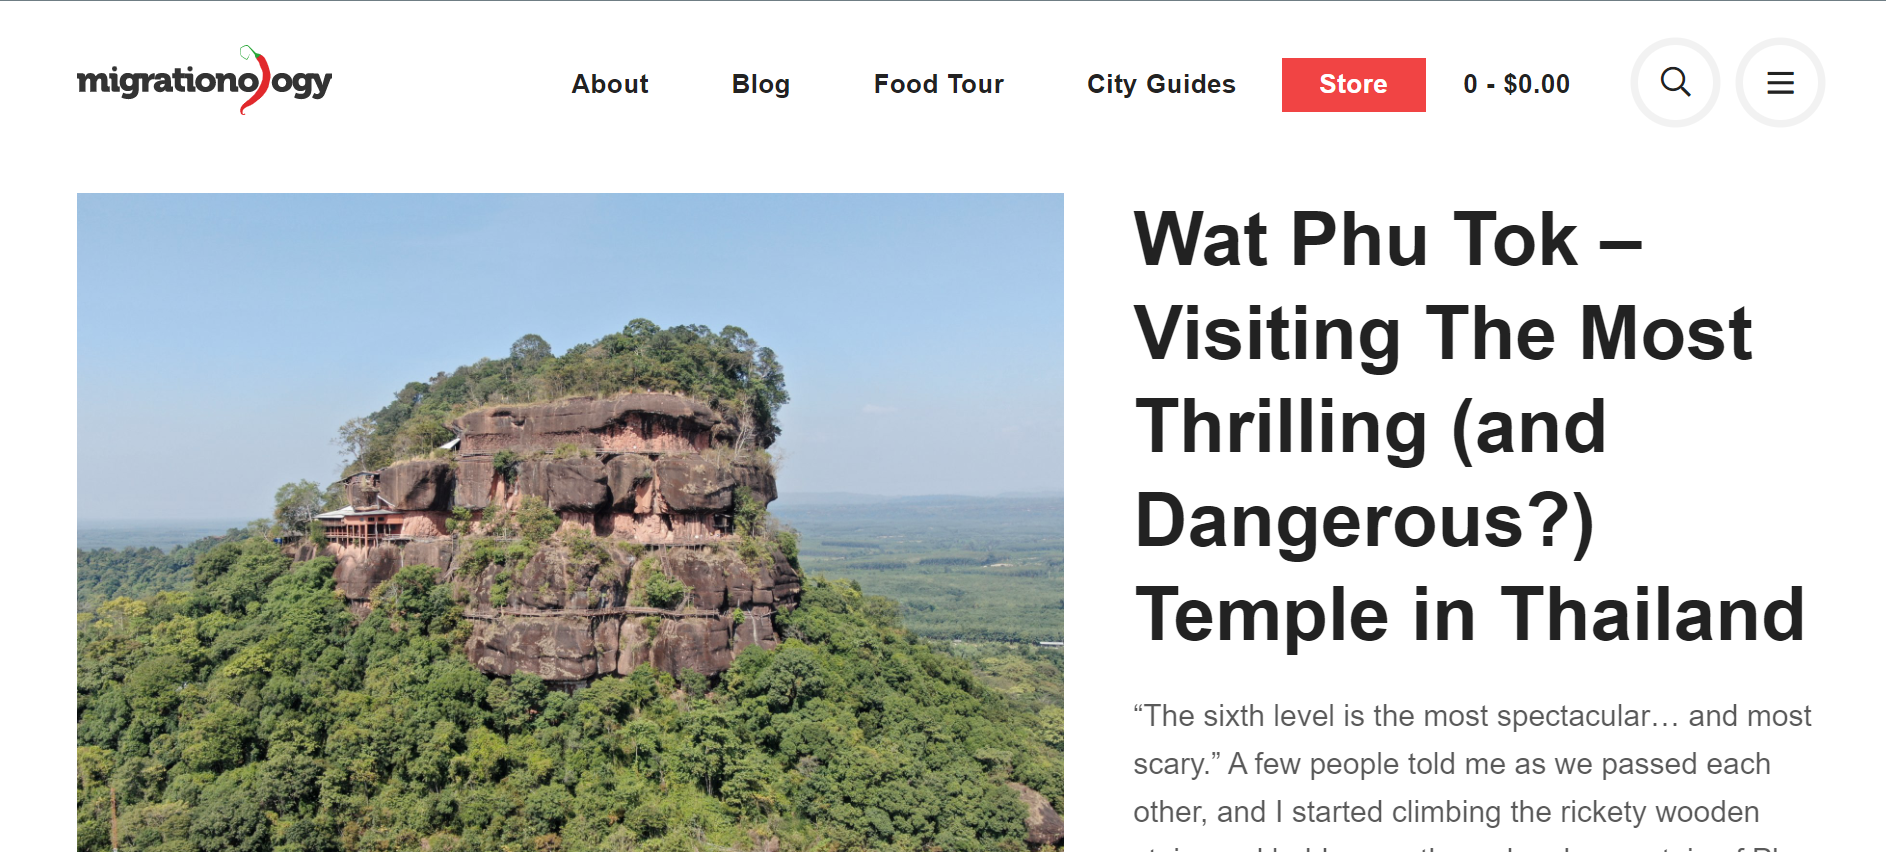 migrationology
About Blog Food Tour City Guides Store 0 - $0.00
Wat Phu Tok –
Visiting The Most
Thrilling (and
Dangerous?)
Temple in Thailand
“The sixth level is the most spectacular… and most
scary.” A few people told me as we passed each
other, and I started climbing the rickety wooden